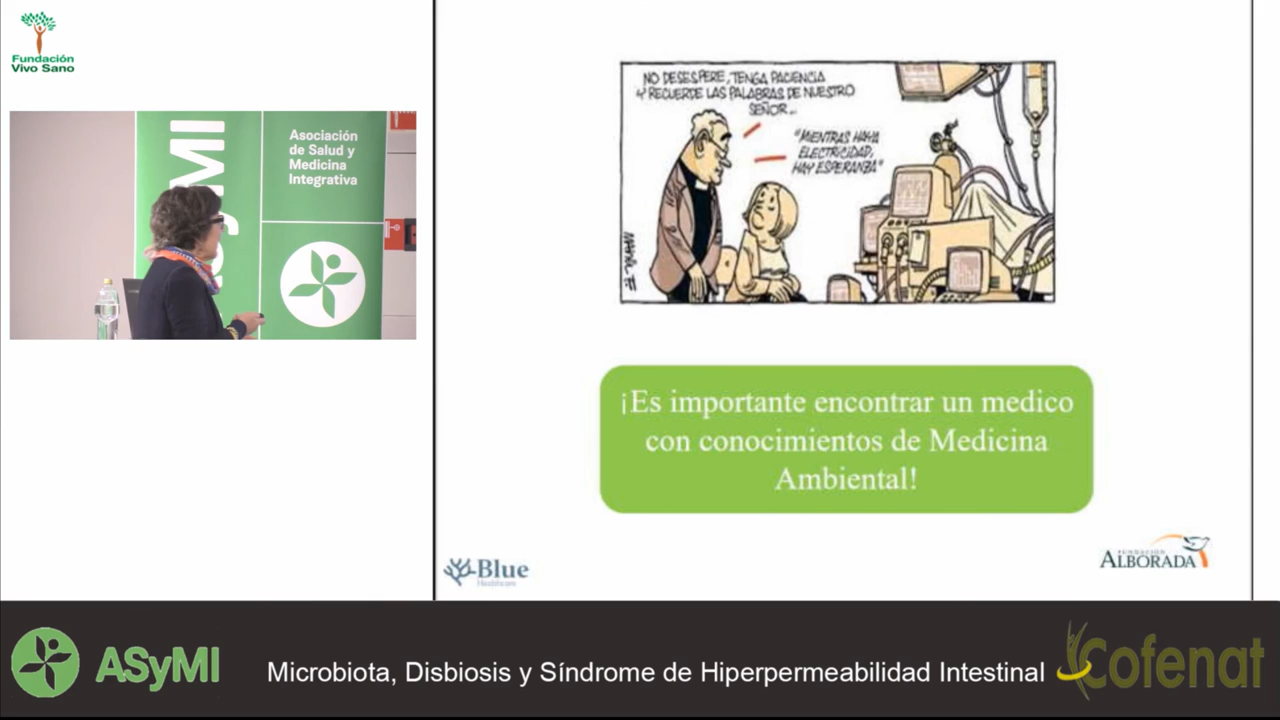 Fundación
Vivo Sano
ASyMI
Asociación
de Salud y
Medicina
Integrativa
NO DESESPERE, TENGA PACIENCIA
Y RECUERDE LAS PALABRAS DE NUESTRO
SEÑOR...
"MIENTRAS HAYA
ELECTRICIDAD,
HAY ESPERANZA"
¡Es importante encontrar un medico
con conocimientos de Medicina
Ambiental!
Blue
Healthcare
FUNDACIÓN
ALBORADA
ASyMI
Microbiota, Disbiosis y Síndrome de Hiperpermeabilidad Intestinal
Cofenat